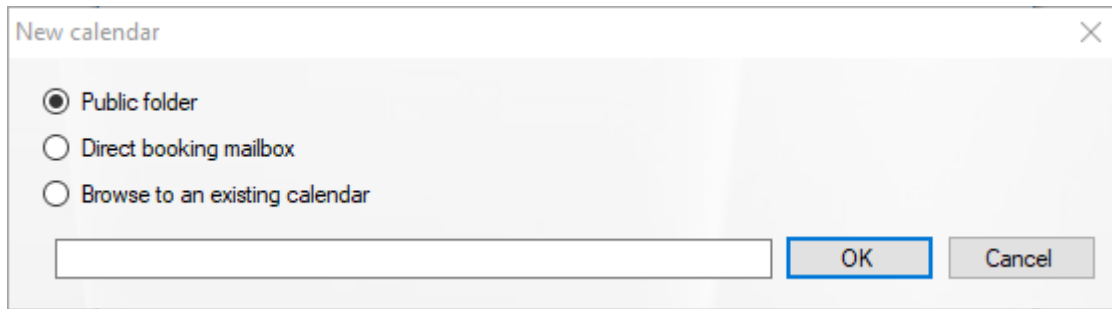 New calendar
Public folder
Direct booking mailbox
Browse to an existing calendar
OK Cancel